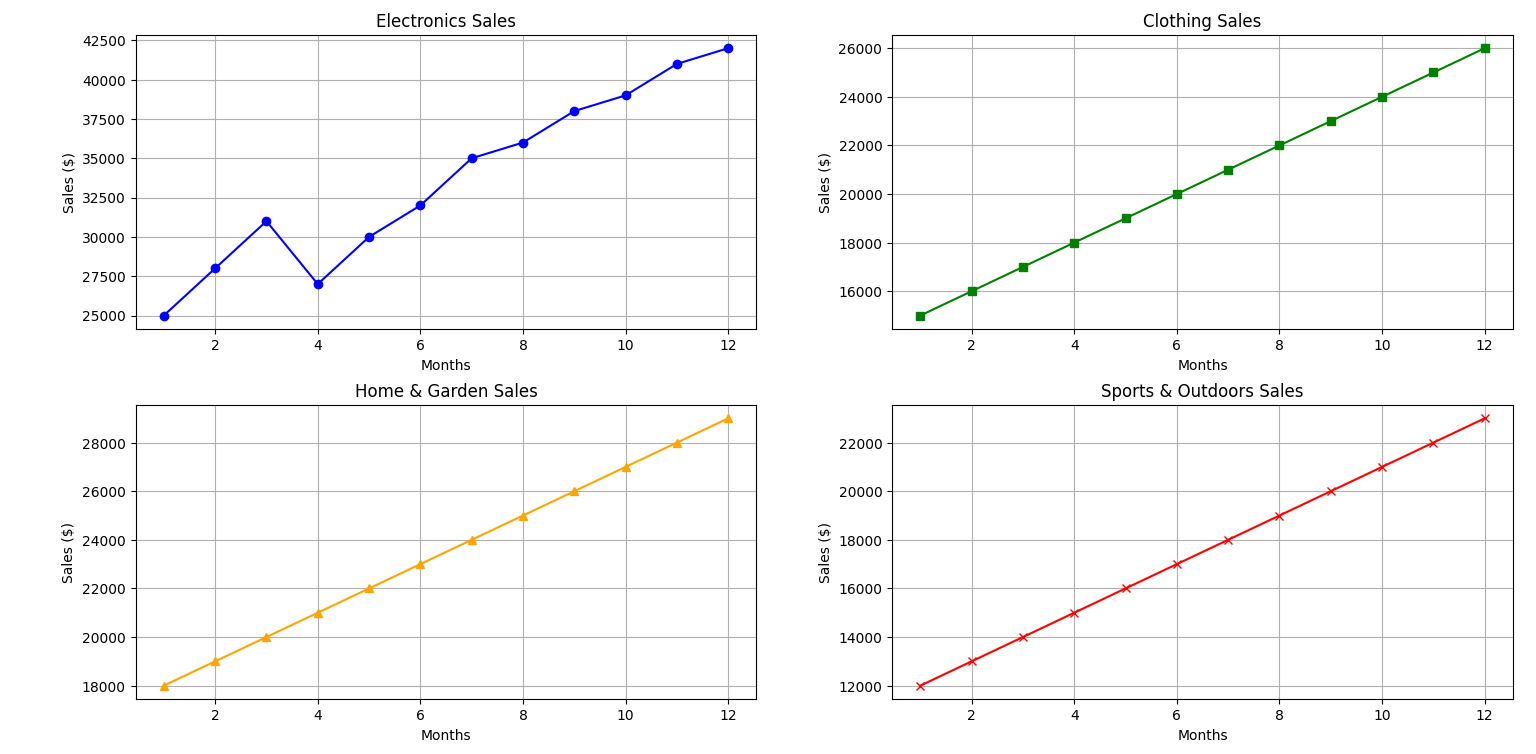 Electronics Sales
42500
40000
37500
35000
32500
30000
27500
25000
Sales ($)
2 4 6 8 10 12
Months
Clothing Sales
26000
24000
22000
20000
18000
16000
Sales ($)
2 4 6 8 10 12
Months
Home & Garden Sales
28000
26000
24000
22000
20000
18000
Sales ($)
2 4 6 8 10 12
Months
Sports & Outdoors Sales
22000
20000
18000
16000
14000
12000
Sales ($)
2 4 6 8 10 12
Months